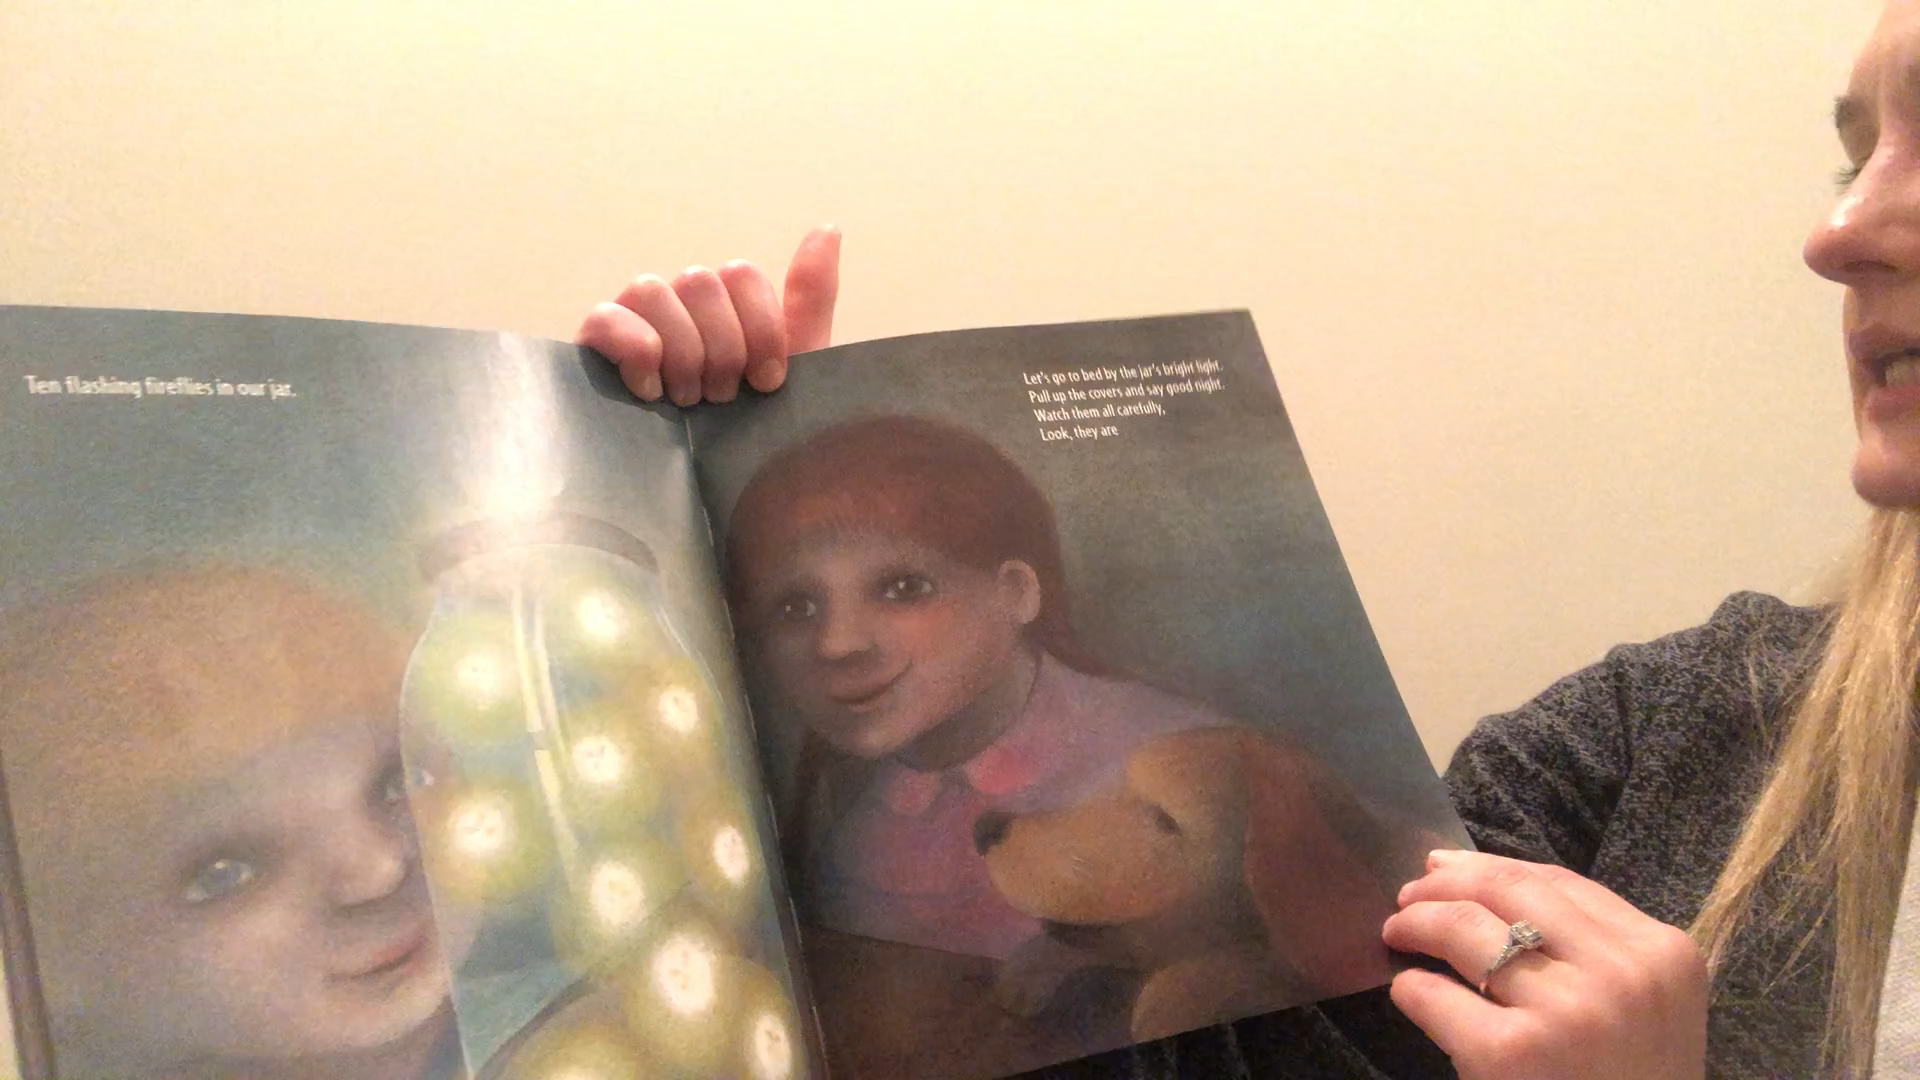 Ten flashing fireflies in our jar.
Let's go to bed by the jar's bright light.
Pull up the covers and say good night.
Watch them all carefully,
Look, they are